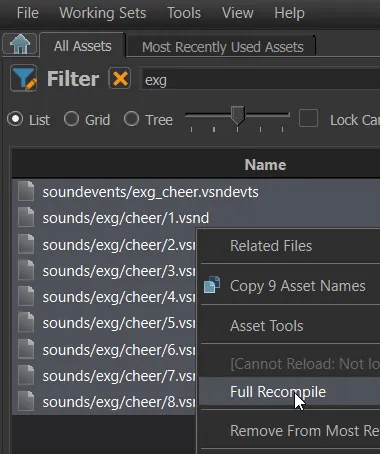 File Working Sets Tools View Help
All Assets Most Recently Used Assets
Filter exg
List Grid Tree Lock
Name
soundevents/exg_cheer.vsndevts
sounds/exg/cheer/1.vsnd
sounds/exg/cheer/2.vsn
sounds/exg/cheer/3.vsn
sounds/exg/cheer/4.vsn
sounds/exg/cheer/5.vsn
sounds/exg/cheer/6.vsn
sounds/exg/cheer/7.vsn
sounds/exg/cheer/8.vsn
Related Files
Copy 9 Asset Names
Asset Tools
[Cannot Reload: Not lo
Full Recompile
Remove From Most Re